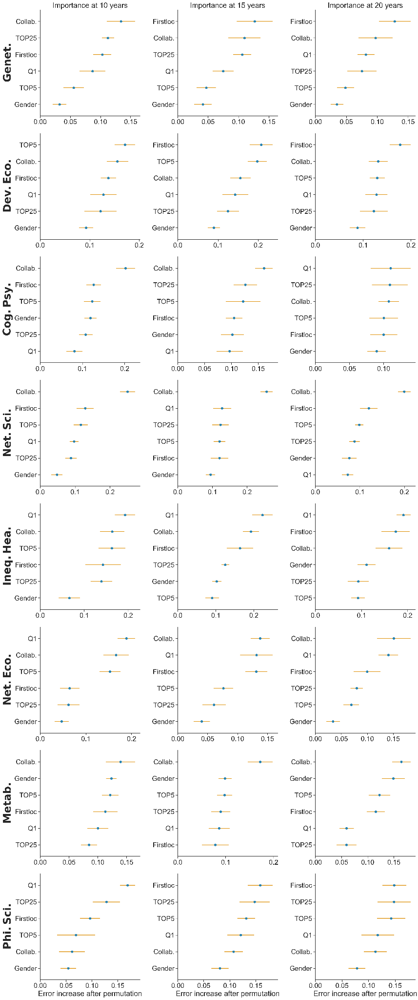 Importance at 10 years Importance at 15 years Importance at 20 years
Genet.
Collab. Firstloc Firstloc
TOP25 Collab. Collab.
Firstloc TOP25 Q1
Q1 Q1 TOP25
TOP5 TOP5 TOP5
Gender Gender Gender
0.00 0.05 0.10 0.15 0.00 0.05 0.10 0.15 0.00 0.05 0.10 0.15
Dev. Eco.
TOP5 Firstloc Firstloc
Collab. TOP5 Collab.
Firstloc Collab. TOP5
Q1 Q1 Q1
TOP25 TOP25 TOP25
Gender Gender Gender
0.0 0.1 0.2 0.0 0.1 0.2 0.0 0.1 0.2
Cog. Psy.
Collab. Collab. Q1
Firstloc TOP25 TOP25
TOP5 TOP5 Collab.
Gender Firstloc TOP5
TOP25 Gender Firstloc
Q1 Q1 Gender
0.0 0.1 0.2 0.00 0.05 0.10 0.15 0.00 0.05 0.10
Net. Sci.
Collab. Collab. Collab.
Firstloc Q1 Firstloc
TOP5 TOP25 TOP5
Q1 TOP5 TOP25
TOP25 Firstloc Gender
Gender Gender Q1
0.0 0.1 0.2 0.0 0.1 0.2 0.0 0.1 0.2
Ineq. Hea.
Q1 Q1 Q1
Collab. Collab. Firstloc
TOP5 Firstloc Collab.
Firstloc TOP25 Gender
TOP25 Gender TOP25
Gender TOP5 TOP5
0.0 0.1 0.2 0.0 0.1 0.2 0.0 0.1 0.2
Net. Eco.
Q1 Collab. Collab.
Collab. Q1 Q1
TOP5 Firstloc Firstloc
Firstloc TOP5 TOP25
TOP25 TOP25 TOP5
Gender Gender Gender
0.0 0.1 0.2 0.00 0.05 0.10 0.15 0.00 0.05 0.10 0.15
Metab.
Collab. Collab. Collab.
Gender Gender Gender
TOP5 TOP5 TOP5
Firstloc TOP25 Firstloc
Q1 Q1 Q1
TOP25 Firstloc TOP25
0.00 0.05 0.10 0.15 0.0 0.1 0.2 0.00 0.05 0.10 0.15
Phi. Sci.
Q1 Firstloc Firstloc
TOP25 TOP25 TOP25
Firstloc TOP5 TOP5
TOP5 Q1 Q1
Collab. Collab. Collab.
Gender Gender Gender
0.00 0.05 0.10 0.15 0.00 0.05 0.10 0.15 0.00 0.05 0.10 0.15
Error increase after permutation Error increase after permutation Error increase after permutation